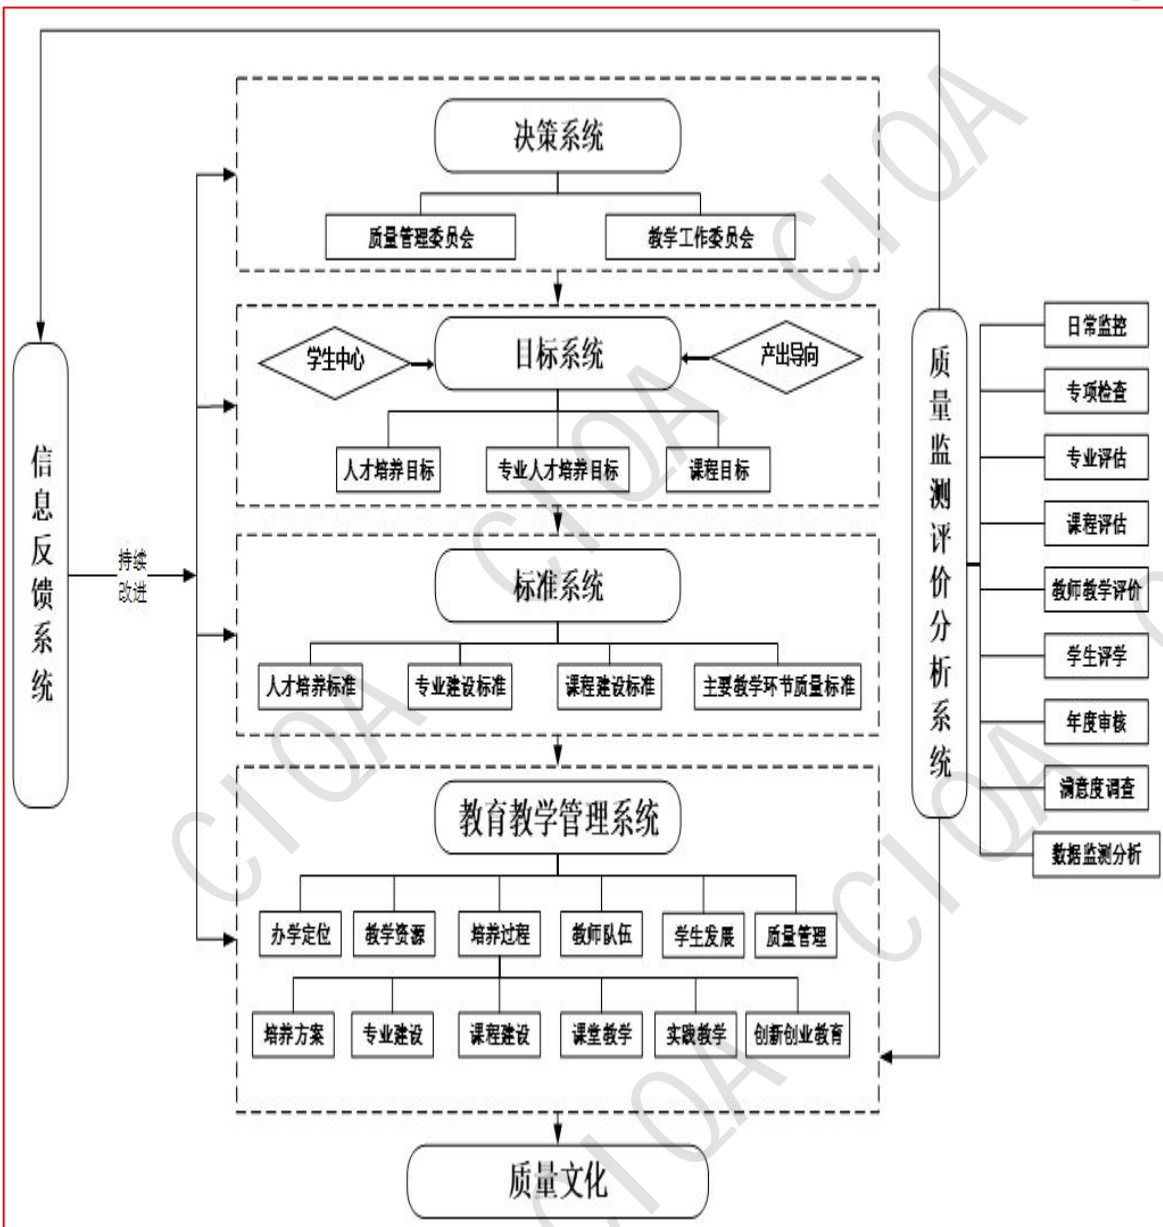 决策系统
质量管理委员会
教学工作委员会
学生中心
目标系统
产出导向
人才培养目标
专业人才培养目标
课程目标
标准系统
人才培养标准
专业建设标准
课程建设标准
主要教学环节质量标准
教育教学管理系统
办学定位
教学资源
培养过程
教师队伍
学生发展
质量管理
培养方案
专业建设
课程建设
课堂教学
实践教学
创新创业教育
质量文化
信息反馈系统
持续
改进
质量监测评价分析系统
日常监控
专项检查
专业评估
课程评估
教师教学评价
学生评学
年度审核
满意度调查
数据监测分析
CIQA
CIQA
CIQA
CIQA
CIQA